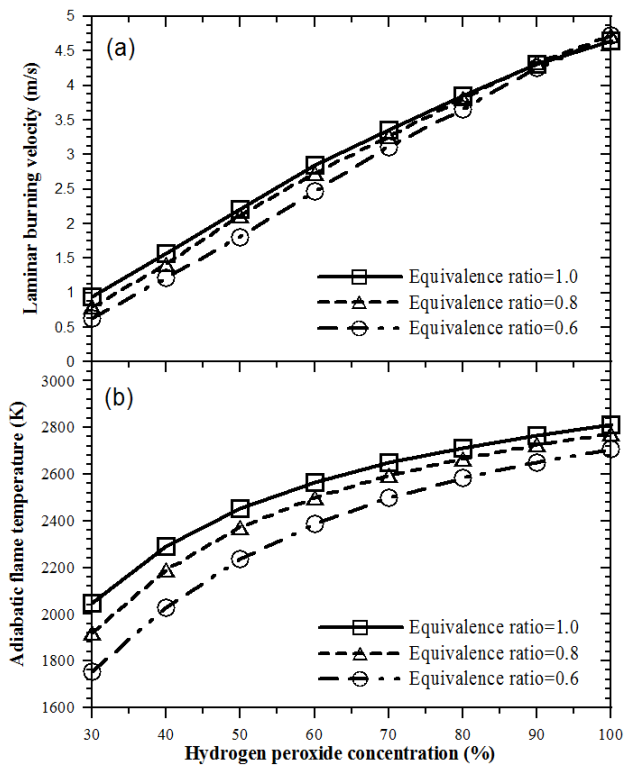 (a)
Laminar burning velocity (m/s)
5
4.5
4
3.5
3
2.5
2
1.5
1
0.5
0
Equivalence ratio=1.0
Equivalence ratio=0.8
Equivalence ratio=0.6
(b)
Adiabatic flame temperature (K)
3000
2800
2600
2400
2200
2000
1800
1600
Equivalence ratio=1.0
Equivalence ratio=0.8
Equivalence ratio=0.6
30 40 50 60 70 80 90 100
Hydrogen peroxide concentration (%)